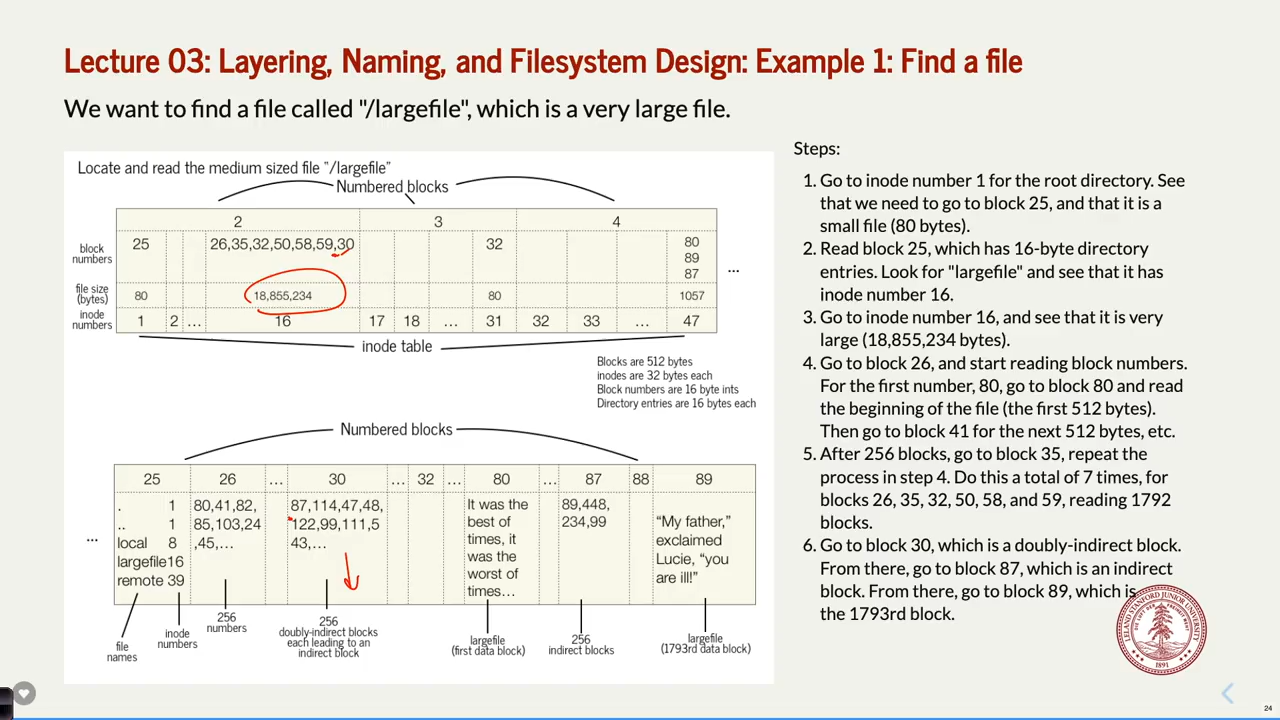 Lecture 03: Layering, Naming, and Filesystem Design: Example 1: Find a file
We want to find a file called "/largefile", which is a very large file.
Locate and read the medium sized file "/largefile"
Numbered blocks
2
3
4
block
numbers
25
26,35,32,50,58,59,30
32
80
89
87
...
file size
(bytes)
80
18,855,234
80
1057
inode
numbers
1
2
...
16
17
18
...
31
32
33
...
47
inode table
Blocks are 512 bytes
inodes are 32 bytes each
Block numbers are 16 byte ints
Directory entries are 16 bytes each
Numbered blocks
25
26
...
30
...
32
...
80
...
87
88
89
...
. 1
.. 1
local 8
largefile16
remote 39
80,41,82,
85,103,24
,45,...
87,114,47,48,
122,99,111,5
43,...
It was the
best of
times, it
was the
worst of
times...
89,448,
234,99
“My father,”
exclaimed
Lucie, “you
are ill!”
file
names
inode
numbers
256
numbers
256
doubly-indirect blocks
each leading to an
indirect block
largefile
(first data block)
256
indirect blocks
largefile
(1793rd data block)
Steps:
1. Go to inode number 1 for the root directory. See
that we need to go to block 25, and that it is a
small file (80 bytes).
2. Read block 25, which has 16-byte directory
entries. Look for "largefile" and see that it has
inode number 16.
3. Go to inode number 16, and see that it is very
large (18,855,234 bytes).
4. Go to block 26, and start reading block numbers.
For the first number, 80, go to block 80 and read
the beginning of the file (the first 512 bytes).
Then go to block 41 for the next 512 bytes, etc.
5. After 256 blocks, go to block 35, repeat the
process in step 4. Do this a total of 7 times, for
blocks 26, 35, 32, 50, 58, and 59, reading 1792
blocks.
6. Go to block 30, which is a doubly-indirect block.
From there, go to block 87, which is an indirect
block. From there, go to block 89, which is
the 1793rd block.
LELAND STANFORD JUNIOR UNIVERSITY
1891
24